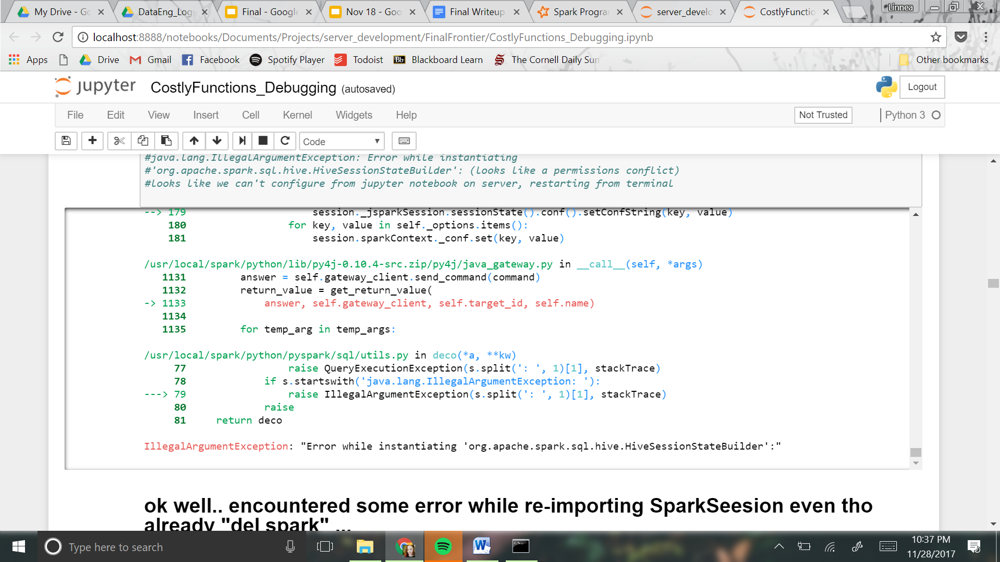 My Drive - Go
DataEng_Logs
Final - Google
Nov 18 - Goo
Final Writeup
Spark Progra
server_develo
CostlyFunctio
Linnea
localhost:8888/notebooks/Documents/Projects/server_development/FinalFrontier/CostlyFunctions_Debugging.ipynb
Apps
Drive
Gmail
Facebook
Spotify Player
Todoist
Bb
Blackboard Learn
The Cornell Daily Sun
Other bookmarks
jupyter CostlyFunctions_Debugging (autosaved)
Logout
File Edit View Insert Cell Kernel Widgets Help
Not Trusted
Python 3
Code
#java.lang.IllegalArgumentException: Error while instantiating
#'org.apache.spark.sql.hive.HiveSessionStateBuilder': (looks like a permissions conflict)
#looks like we can't configure from jupyter notebook on server, restarting from terminal
--> 179 session._jsparkSession.sessionState().conf().setConfString(key, value)
180 for key, value in self._options.items():
181 session.sparkContext._conf.set(key, value)
/usr/local/spark/python/lib/py4j-0.10.4-src.zip/py4j/java_gateway.py in __call__(self, *args)
1131 answer = self.gateway_client.send_command(command)
1132 return_value = get_return_value(
-> 1133 answer, self.gateway_client, self.target_id, self.name)
1134
1135 for temp_arg in temp_args:
/usr/local/spark/python/pyspark/sql/utils.py in deco(*a, **kw)
77 raise QueryExecutionException(s.split(': ', 1)[1], stackTrace)
78 if s.startswith('java.lang.IllegalArgumentException: '):
---> 79 raise IllegalArgumentException(s.split(': ', 1)[1], stackTrace)
80 raise
81 return deco
IllegalArgumentException: "Error while instantiating 'org.apache.spark.sql.hive.HiveSessionStateBuilder':"
ok well.. encountered some error while re-importing SparkSeesion even tho
already "del spark" ...
Type here to search
10:37 PM
11/28/2017